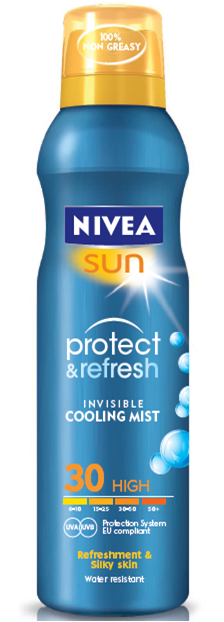 100%
NON GREASY
NIVEA
sun
protect
& refresh
INVISIBLE
COOLING MIST
30 HIGH
6-10 15-25 30-50 50+
UVA UVB Protection System
EU compliant
Refreshment &
Silky skin
Water resistant